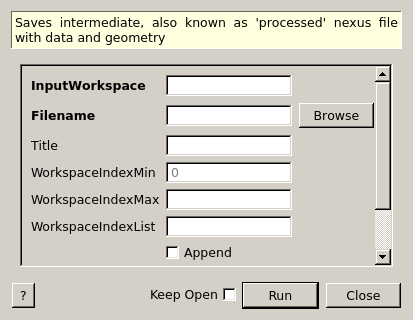 Saves intermediate, also known as 'processed' nexus file
with data and geometry
InputWorkspace
Filename
Browse
Title
WorkspaceIndexMin 0
WorkspaceIndexMax
WorkspaceIndexList
Append
? Keep Open Run Close